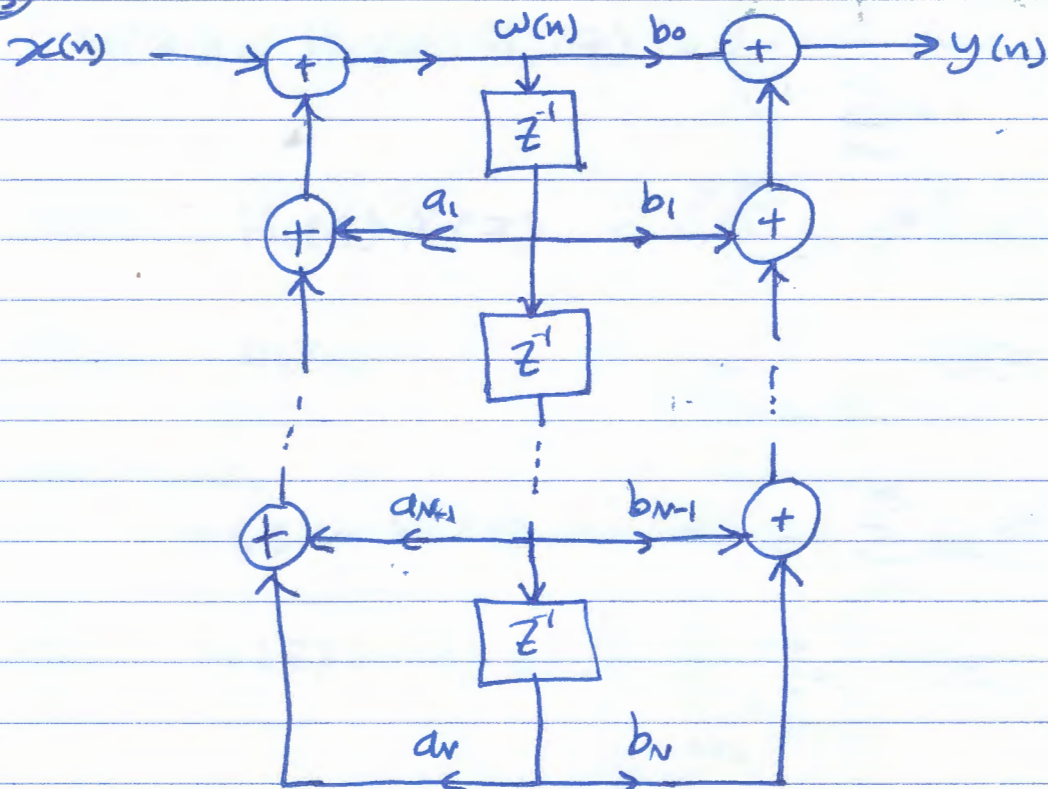 x(n) + ω(n) b₀ + y(n)
z⁻¹
+ a₁ b₁ +
z⁻¹
+ aN+1 bN-1 +
z⁻¹
aN bN